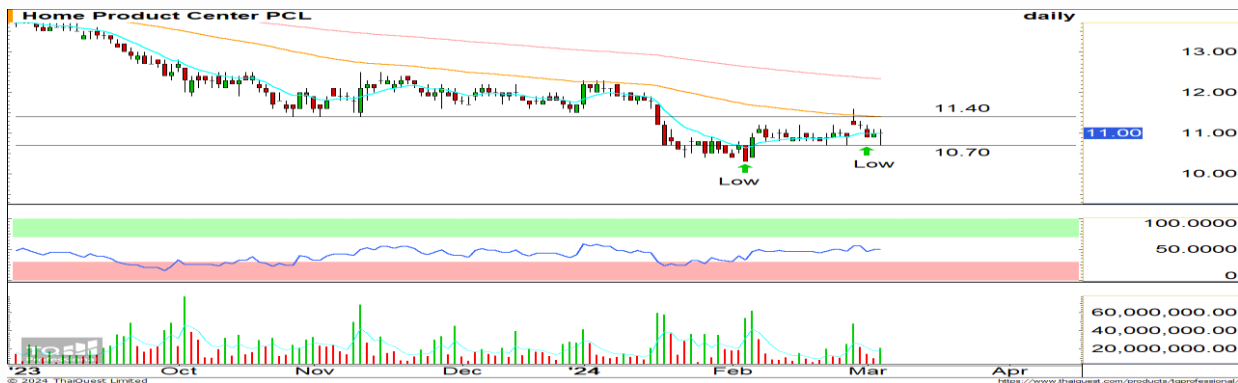 Home Product Center PCL
daily
13.00
12.00
11.40
11.00
10.70
10.00
Low
Low
100.0000
50.0000
0
60,000,000.00
40,000,000.00
20,000,000.00
'23 Oct Nov Dec '24 Feb Mar Apr
© 2024 ThaiQuest Limited
https://www.thaiquest.com/products/tqprofessional/